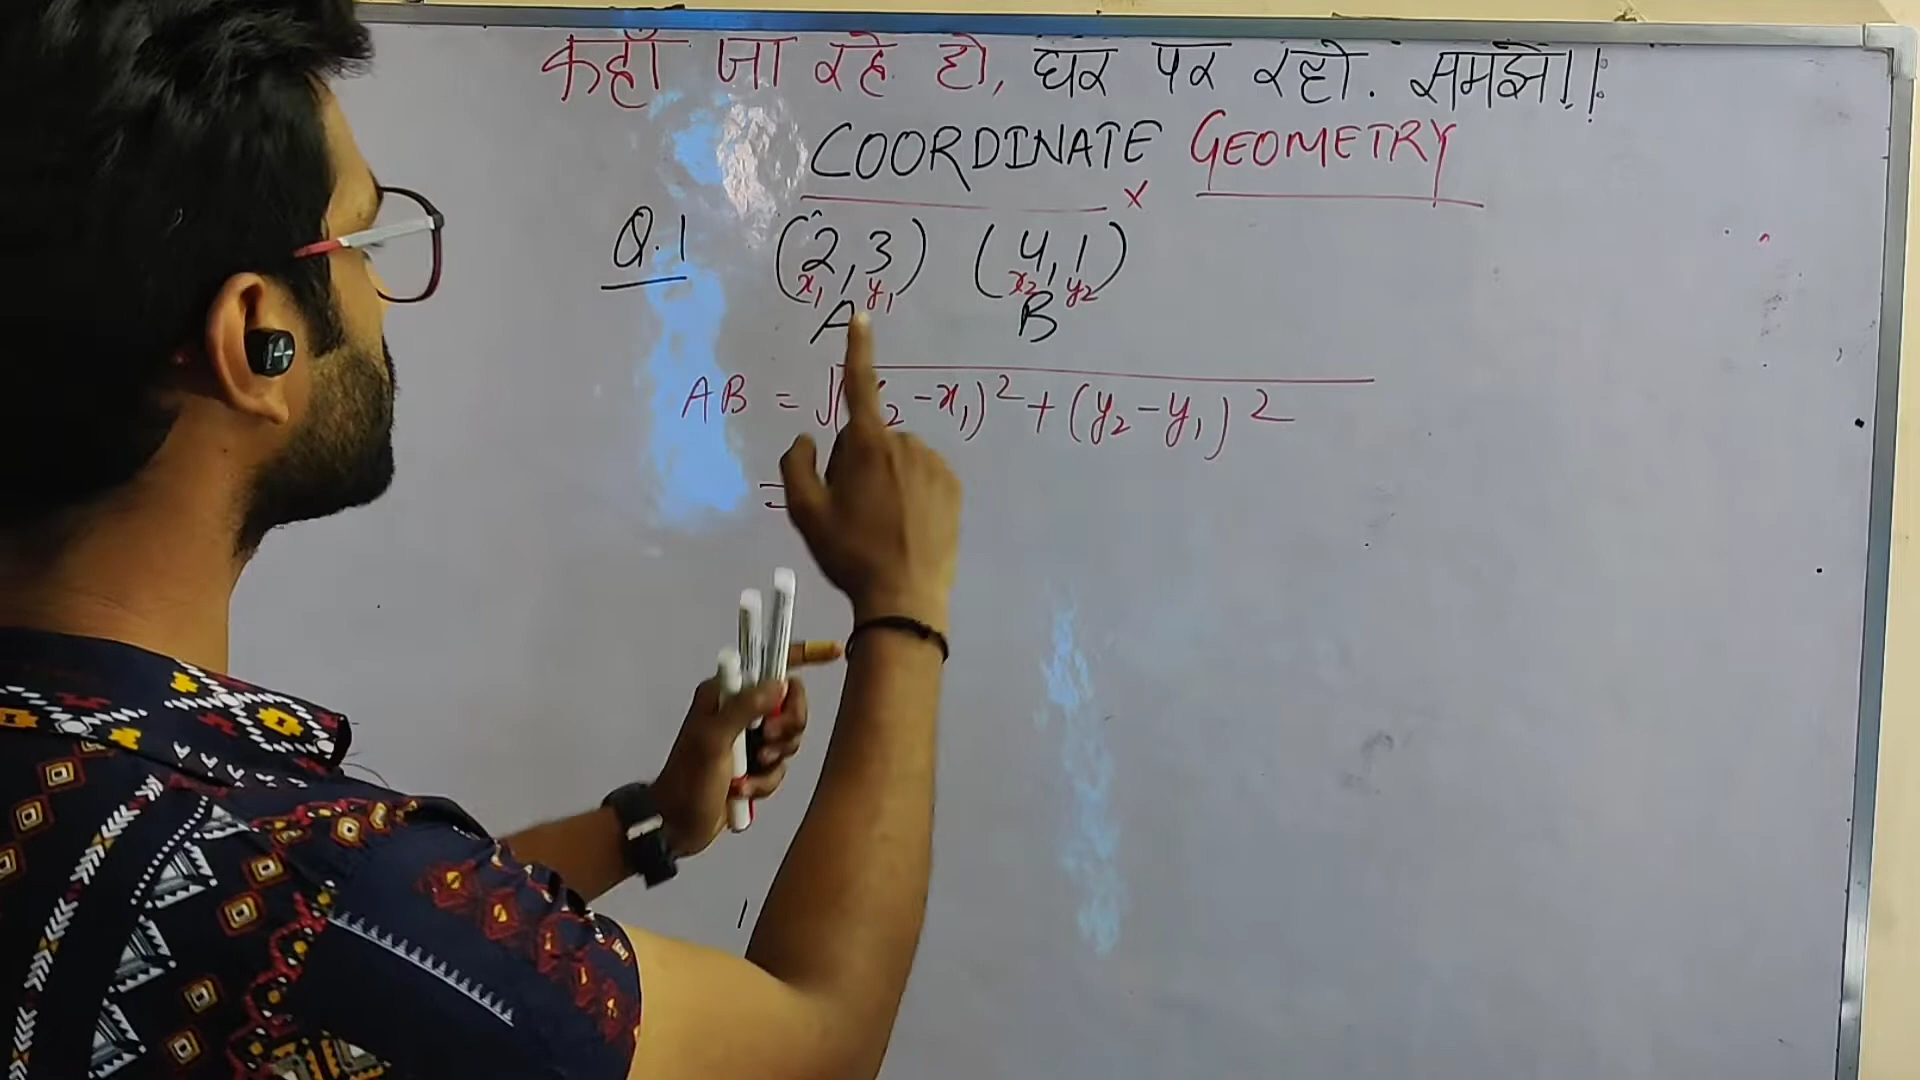 कहाँ जा रहे हो, घर पर रहो. समझे!!
COORDINATE GEOMETRY
x
Q.1 (2,3) (4,1)
x₁ y₁ x₂ y₂
A B
AB = √( ₂-x₁)²+(y₂-y₁)²
=